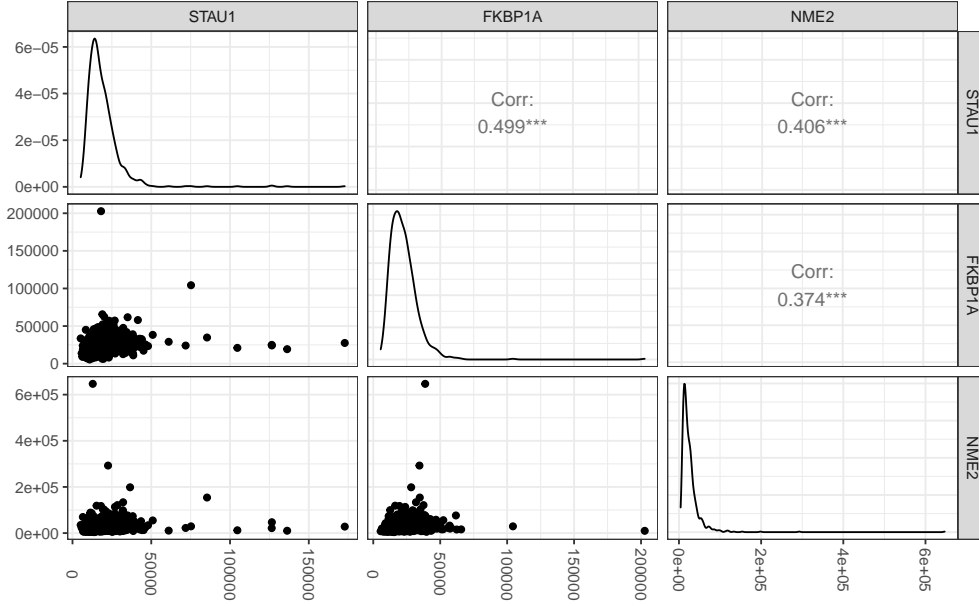 STAU1
FKBP1A
NME2
6e−05
4e−05
2e−05
0e+00
Corr:
0.499***
Corr:
0.406***
STAU1
200000
150000
100000
50000
0
Corr:
0.374***
FKBP1A
6e+05
4e+05
2e+05
0e+00
NME2
0
50000
100000
150000
0
50000
100000
150000
200000
0e+00
2e+05
4e+05
6e+05